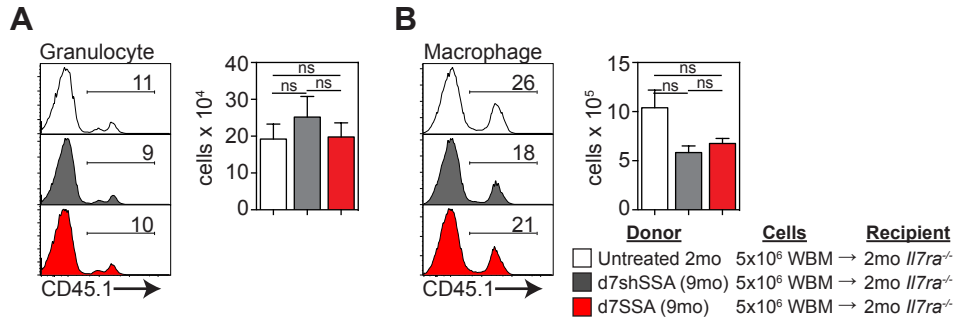 A
Granulocyte
11
9
10
CD45.1
cells x 10⁴
40
30
20
10
0
ns
ns
ns
B
Macrophage
26
18
21
CD45.1
cells x 10⁵
15
10
5
0
ns
ns
ns
Donor Cells Recipient
Untreated 2mo 5x10⁶ WBM → 2mo Il7ra⁻/⁻
d7shSSA (9mo) 5x10⁶ WBM → 2mo Il7ra⁻/⁻
d7SSA (9mo) 5x10⁶ WBM → 2mo Il7ra⁻/⁻